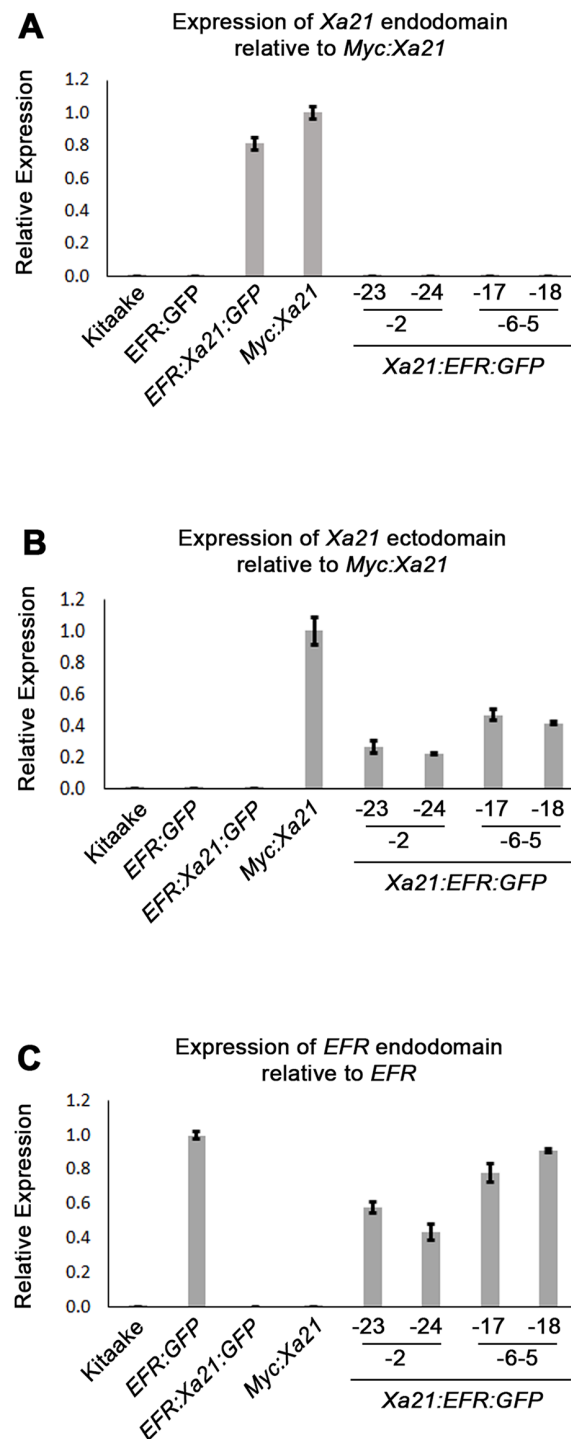 A
Expression of Xa21 endodomain
relative to Myc:Xa21
Relative Expression
1.2
1.0
0.8
0.6
0.4
0.2
0.0
Kitaake
EFR:GFP
EFR:Xa21:GFP
Myc:Xa21
-23 -24 -17 -18
-2 -6-5
Xa21:EFR:GFP
B
Expression of Xa21 ectodomain
relative to Myc:Xa21
Relative Expression
1.2
1.0
0.8
0.6
0.4
0.2
0.0
Kitaake
EFR:GFP
EFR:Xa21:GFP
Myc:Xa21
-23 -24 -17 -18
-2 -6-5
Xa21:EFR:GFP
C
Expression of EFR endodomain
relative to EFR
Relative Expression
1.2
1.0
0.8
0.6
0.4
0.2
0.0
Kitaake
EFR:GFP
EFR:Xa21:GFP
Myc:Xa21
-23 -24 -17 -18
-2 -6-5
Xa21:EFR:GFP